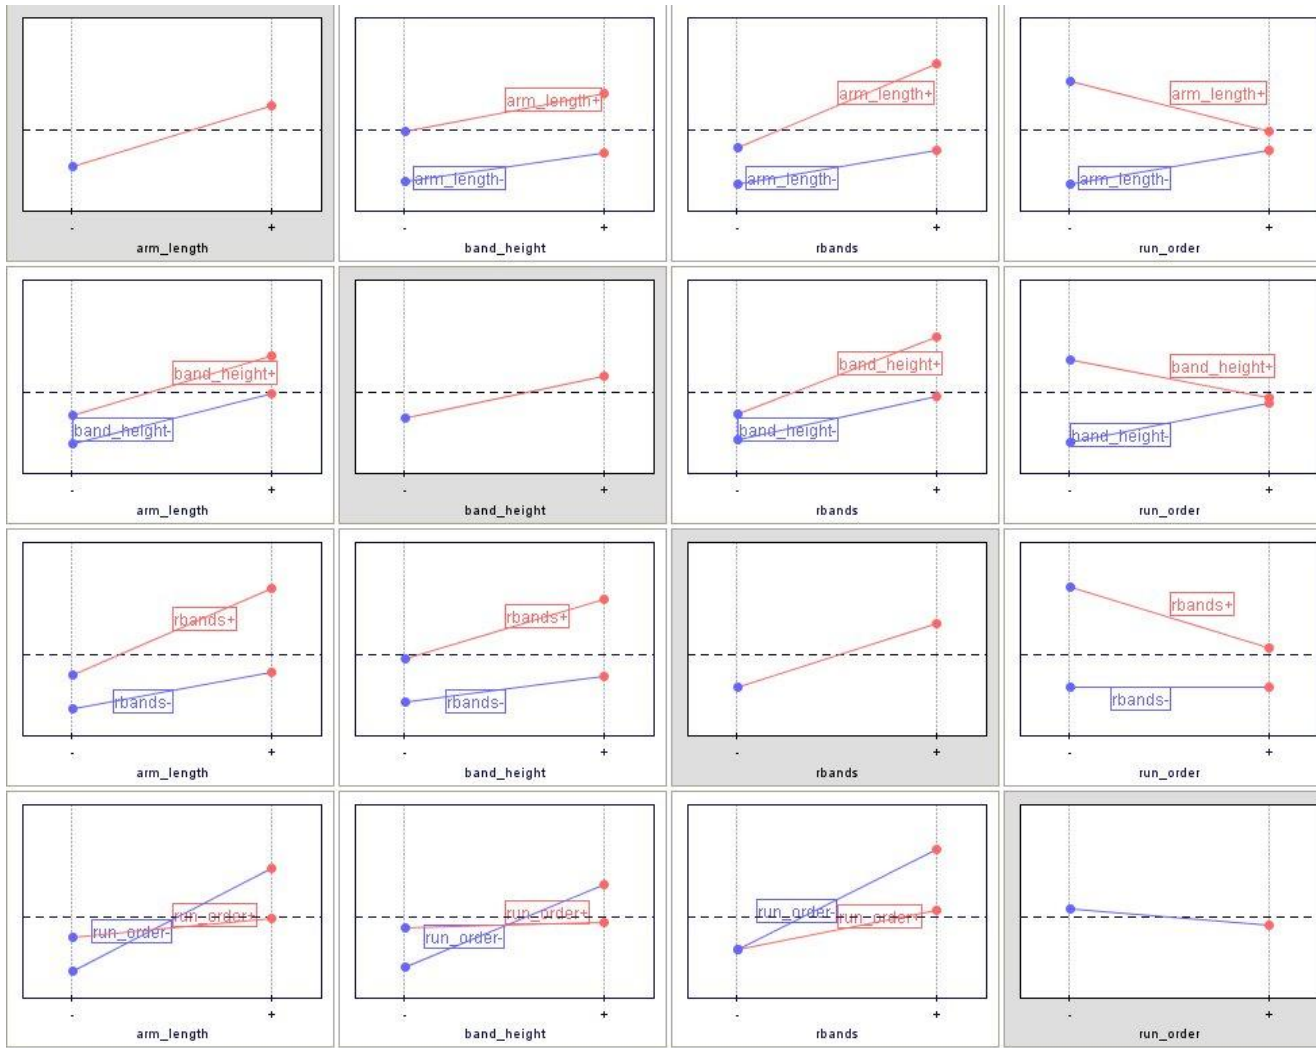 - +
arm_length
arm_length+
arm_length-
- +
band_height
arm_length+
arm_length-
- +
rbands
arm_length+
arm_length-
- +
run_order
band_height+
band_height-
- +
arm_length
- +
band_height
band_height+
band_height-
- +
rbands
band_height+
band_height-
- +
run_order
rbands+
rbands-
- +
arm_length
rbands+
rbands-
- +
band_height
- +
rbands
rbands+
rbands-
- +
run_order
run_order+
run_order-
- +
arm_length
run_order+
run_order-
- +
band_height
run_order-
run_order+
- +
rbands
- +
run_order